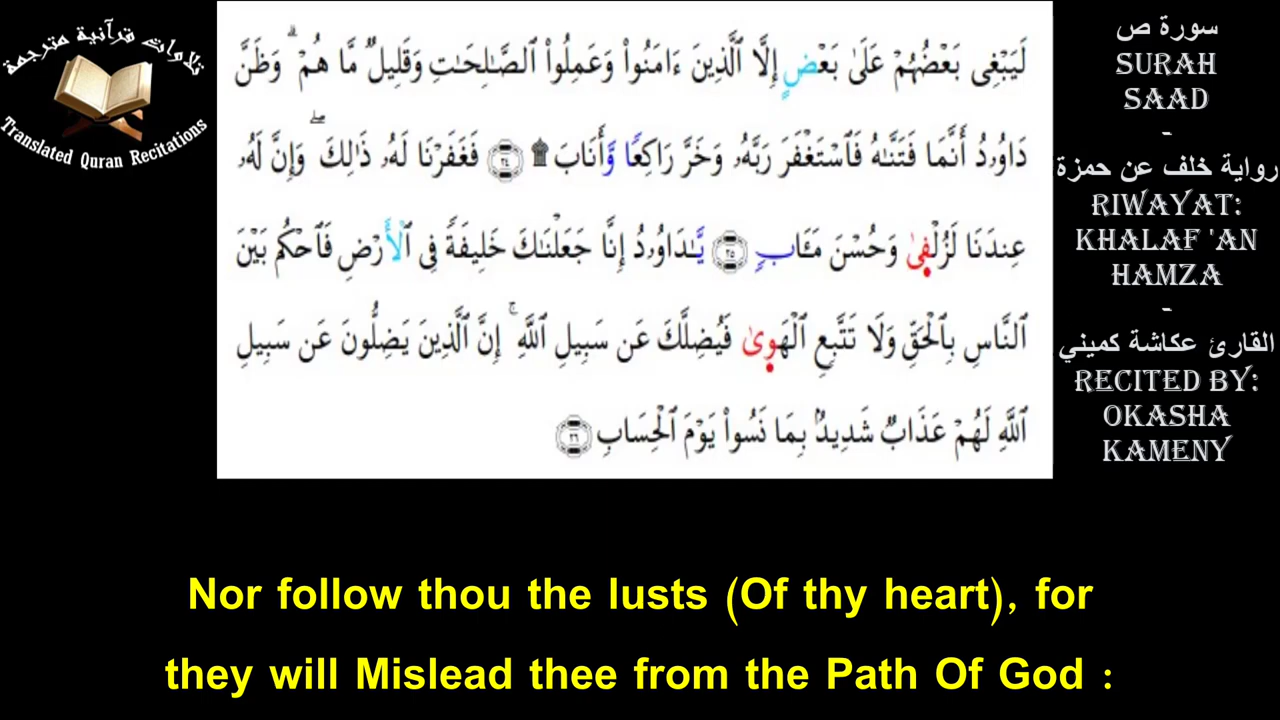 تلاوات قرآنية مترجمة
Translated Quran Recitations
لَيَبْغِى بَعْضُهُمْ عَلَىٰ بَعْضٍ إِلَّا ٱلَّذِينَ ءَامَنُوا۟ وَعَمِلُوا۟ ٱلصَّـٰلِحَـٰتِ وَقَلِيلٌ مَّا هُمْ ۗ وَظَنَّ
دَاوُۥدُ أَنَّمَا فَتَنَّـٰهُ فَٱسْتَغْفَرَ رَبَّهُۥ وَخَرَّ رَاكِعًا وَّأَنَابَ ۩ ٢٤ فَغَفَرْنَا لَهُۥ ذَٰلِكَ ۖ وَإِنَّ لَهُۥ
عِندَنَا لَزُلْفِىٰ وَحُسْنَ مَـَٔابٍ ٢٥ يَّـٰدَاوُۥدُ إِنَّا جَعَلْنَـٰكَ خَلِيفَةً فِى ٱلْأَرْضِ فَٱحْكُم بَيْنَ
ٱلنَّاسِ بِٱلْحَقِّ وَلَا تَتَّبِعِ ٱلْهَوِىٰ فَيُضِلَّكَ عَن سَبِيلِ ٱللَّهِ ۚ إِنَّ ٱلَّذِينَ يَضِلُّونَ عَن سَبِيلِ
ٱللَّهِ لَهُمْ عَذَابٌ شَدِيدٌۢ بِمَا نَسُوا۟ يَوْمَ ٱلْحِسَابِ ٢٦
سورة ص
SURAH
SAAD
-
رواية خلف عن حمزة
RIWAYAT:
KHALAF 'AN
HAMZA
-
القارئ عكاشة كميني
RECITED BY:
OKASHA
KAMENY
Nor follow thou the lusts (Of thy heart), for
they will Mislead thee from the Path Of God :